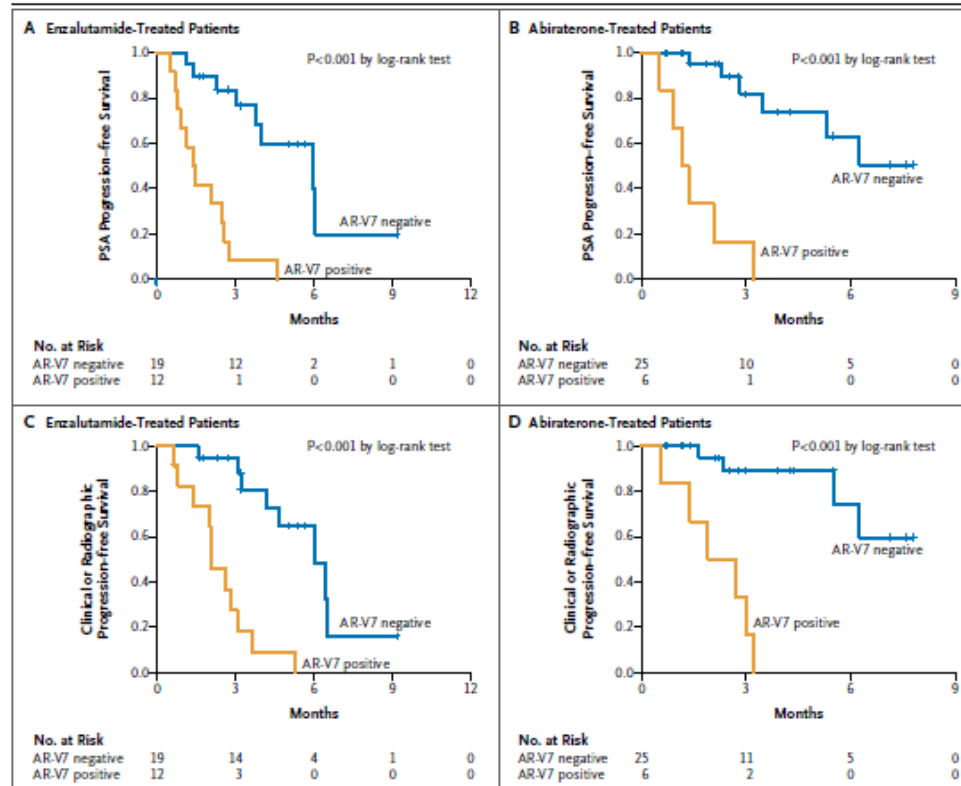 A Enzalutamide-Treated Patients
P<0.001 by log-rank test
PSA Progression–free Survival
1.0
0.8
0.6
0.4
0.2
0.0
AR-V7 negative
AR-V7 positive
0 3 6 9 12
Months
No. at Risk
AR-V7 negative 19 12 2 1 0
AR-V7 positive 12 1 0 0 0
B Abiraterone-Treated Patients
P<0.001 by log-rank test
PSA Progression–free Survival
1.0
0.8
0.6
0.4
0.2
0.0
AR-V7 negative
AR-V7 positive
0 3 6 9
Months
No. at Risk
AR-V7 negative 25 10 5 0
AR-V7 positive 6 1 0 0
C Enzalutamide-Treated Patients
P<0.001 by log-rank test
Clinical or Radiographic
Progression-free Survival
1.0
0.8
0.6
0.4
0.2
0.0
AR-V7 negative
AR-V7 positive
0 3 6 9 12
Months
No. at Risk
AR-V7 negative 19 14 4 1 0
AR-V7 positive 12 3 0 0 0
D Abiraterone-Treated Patients
P<0.001 by log-rank test
Clinical or Radiographic
Progression-free Survival
1.0
0.8
0.6
0.4
0.2
0.0
AR-V7 negative
AR-V7 positive
0 3 6 9
Months
No. at Risk
AR-V7 negative 25 11 5 0
AR-V7 positive 6 2 0 0